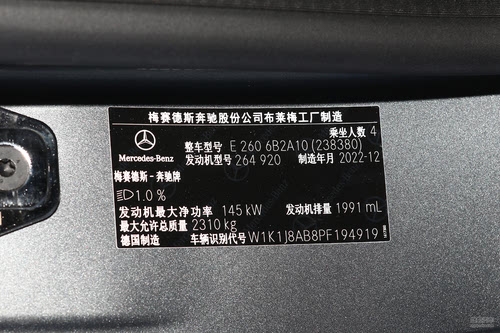 梅赛德斯奔驰股份公司布莱梅工厂制造
乘坐人数 4
整车型号 E 260 6B2A10 (238380)
Mercedes-Benz
发动机型号 264 920 制造年月 2022-12
梅赛德斯-奔驰牌
1.0 %
发动机最大净功率 145 kW 发动机排量 1991 mL
最大允许总质量 2310 kg
德国制造 车辆识别代号 W1K1J8AB8PF194919